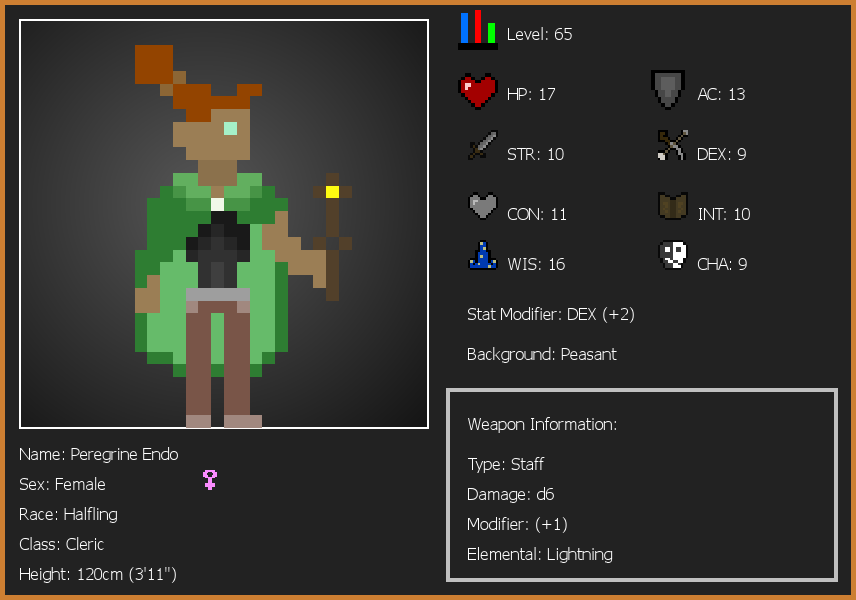 Level: 65
HP: 17
AC: 13
STR: 10
DEX: 9
CON: 11
INT: 10
WIS: 16
CHA: 9
Stat Modifier: DEX (+2)
Background: Peasant
Weapon Information:
Type: Staff
Damage: d6
Modifier: (+1)
Elemental: Lightning
Name: Peregrine Endo
Sex: Female
Race: Halfling
Class: Cleric
Height: 120cm (3'11")